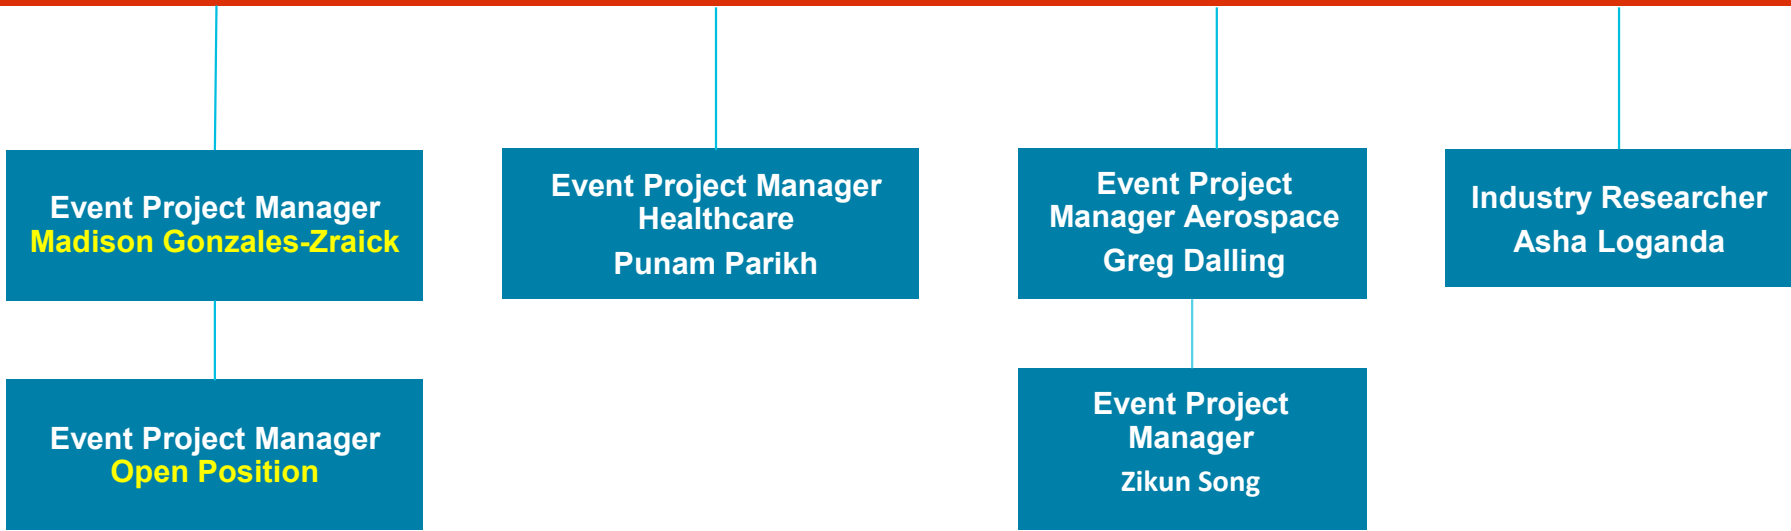 Event Project Manager
Madison Gonzales-Zraick
Event Project Manager
Healthcare
Punam Parikh
Event Project
Manager Aerospace
Greg Dalling
Industry Researcher
Asha Loganda
Event Project Manager
Open Position
Event Project
Manager
Zikun Song